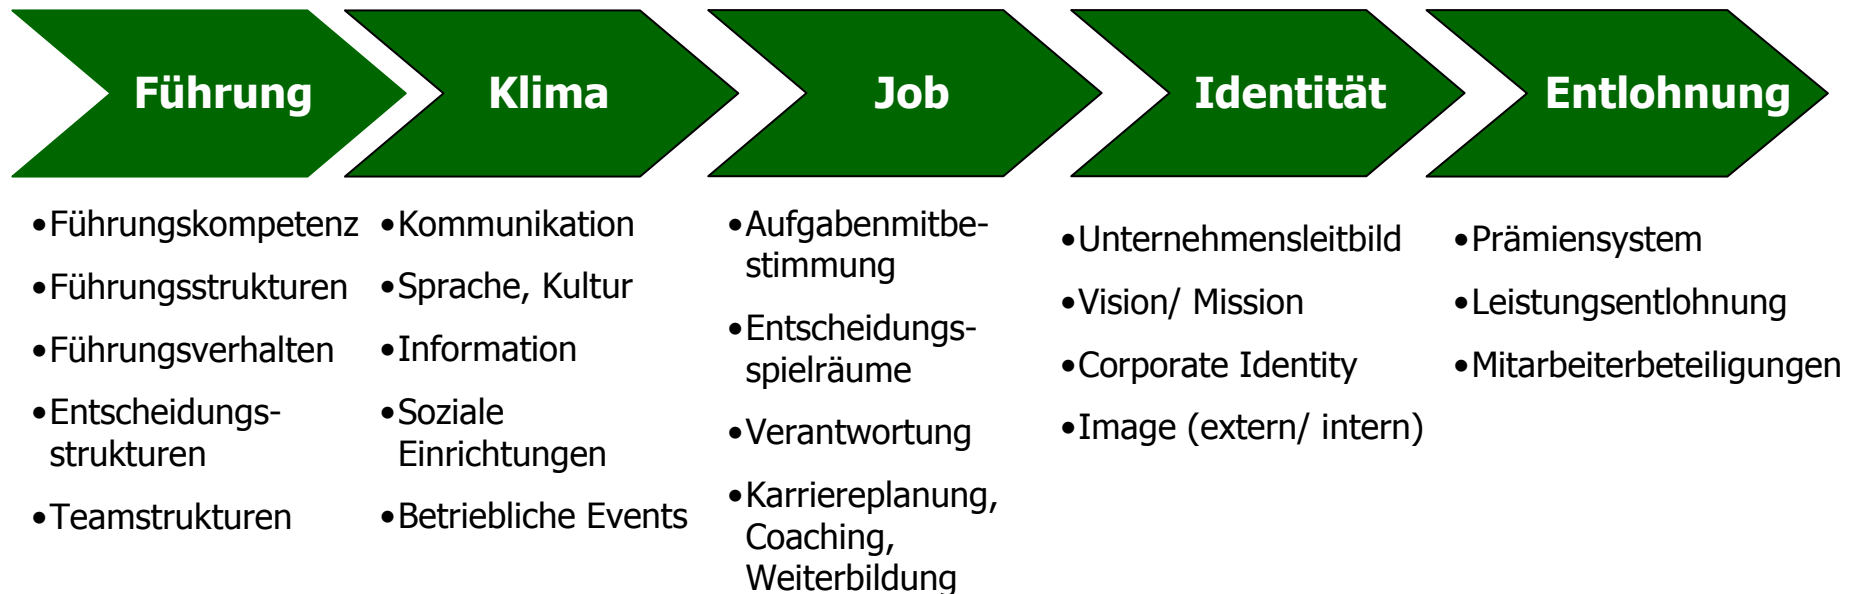 Führung
Klima
Job
Identität
Entlohnung
•Führungskompetenz
•Führungsstrukturen
•Führungsverhalten
•Entscheidungs-
strukturen
•Teamstrukturen
•Kommunikation
•Sprache, Kultur
•Information
•Soziale
Einrichtungen
•Betriebliche Events
•Aufgabenmitbe-
stimmung
•Entscheidungs-
spielräume
•Verantwortung
•Karriereplanung,
Coaching,
Weiterbildung
•Unternehmensleitbild
•Vision/ Mission
•Corporate Identity
•Image (extern/ intern)
•Prämiensystem
•Leistungsentlohnung
•Mitarbeiterbeteiligungen